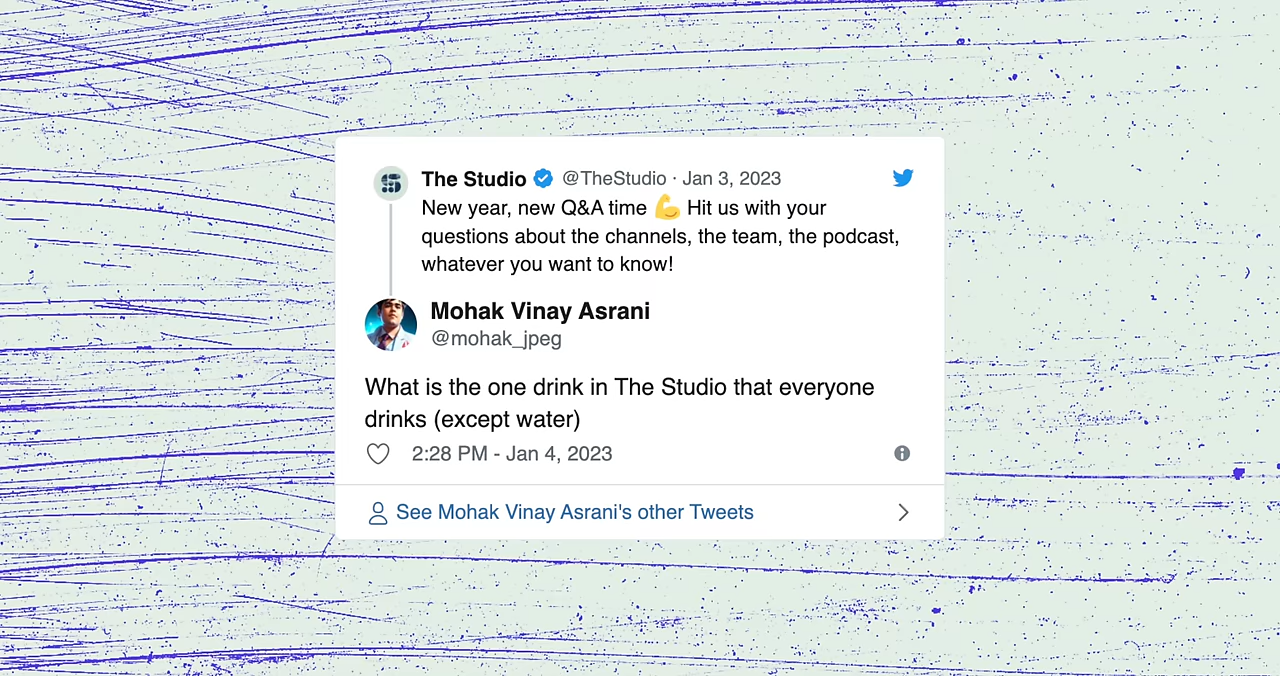 The Studio @TheStudio · Jan 3, 2023
New year, new Q&A time 💪 Hit us with your
questions about the channels, the team, the podcast,
whatever you want to know!
Mohak Vinay Asrani
@mohak_jpeg
What is the one drink in The Studio that everyone
drinks (except water)
2:28 PM - Jan 4, 2023
See Mohak Vinay Asrani's other Tweets